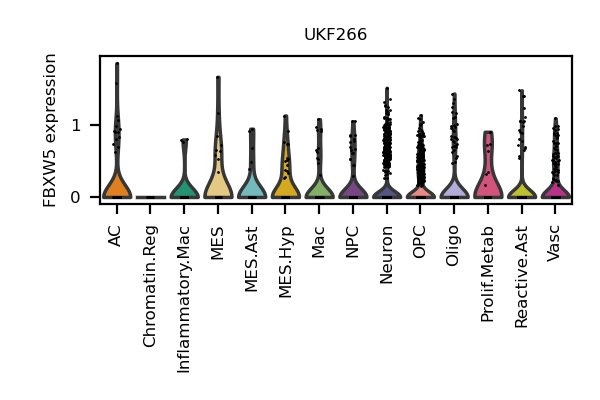 UKF266
FBXW5 expression
1
0
AC
Chromatin.Reg
Inflammatory.Mac
MES
MES.Ast
MES.Hyp
Mac
NPC
Neuron
OPC
Oligo
Prolif.Metab
Reactive.Ast
Vasc